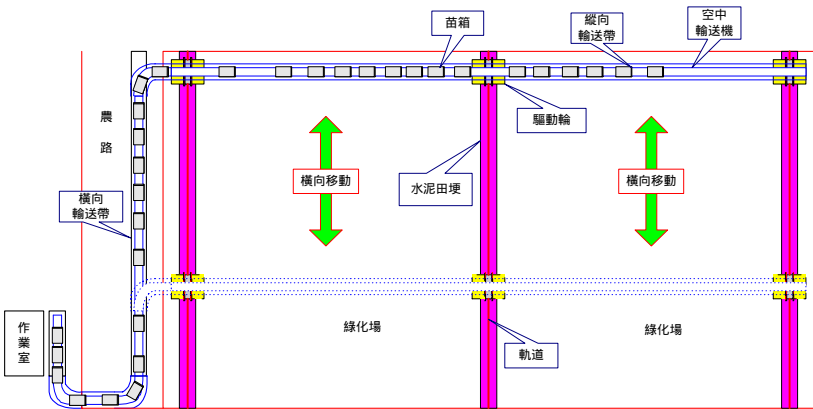 苗箱
縱向
輸送帶
空中
輸送機
驅動輪
農
路
橫向移動
水泥田埂
橫向移動
橫向
輸送帶
作
業
室
綠化場
綠化場
軌道